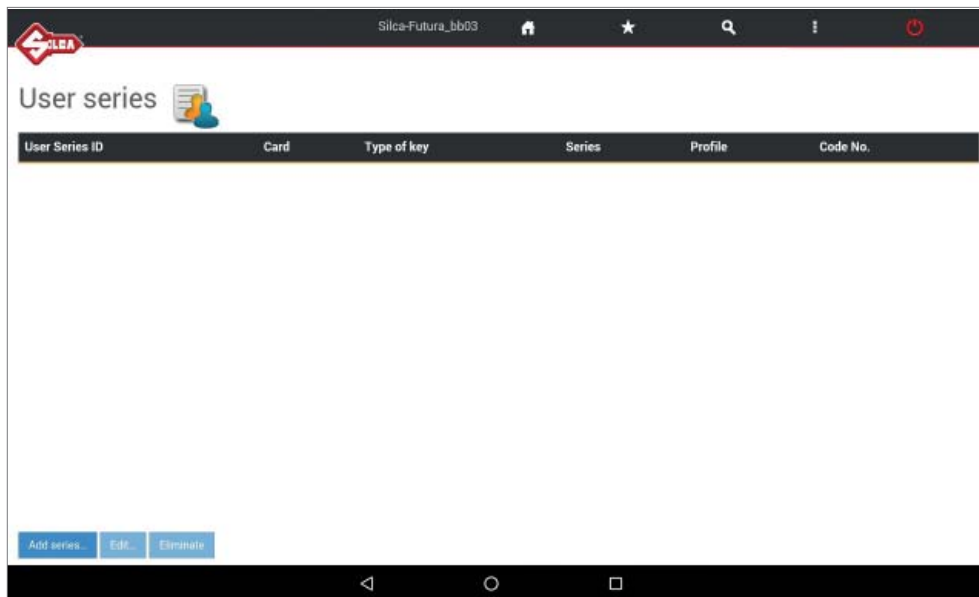 Silca-Futura_bb03
SILCA
User series
User Series ID Card Type of key Series Profile Code No.
Add series... Edit... Eliminate